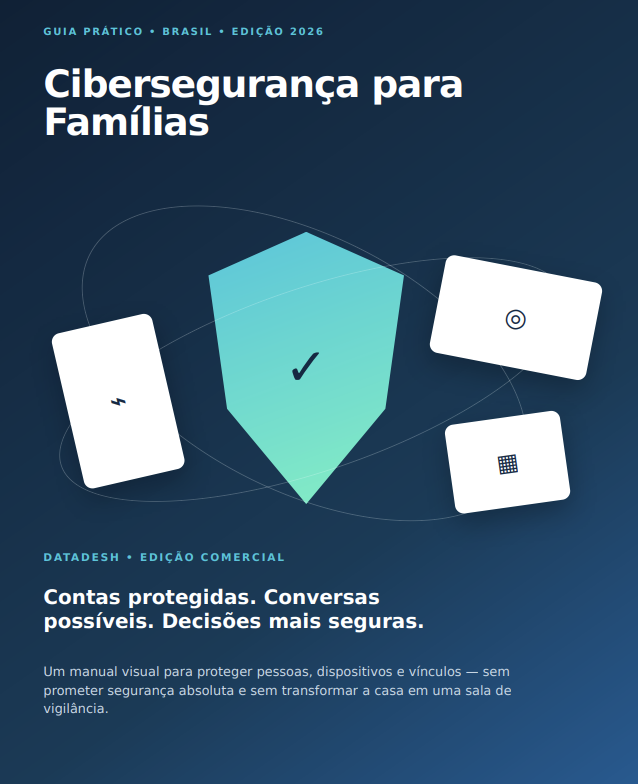 GUIA PRÁTICO • BRASIL • EDIÇÃO 2026
Cibersegurança para
Famílias
DATADESH • EDIÇÃO COMERCIAL
Contas protegidas. Conversas
possíveis. Decisões mais seguras.
Um manual visual para proteger pessoas, dispositivos e vínculos — sem
prometer segurança absoluta e sem transformar a casa em uma sala de
vigilância.